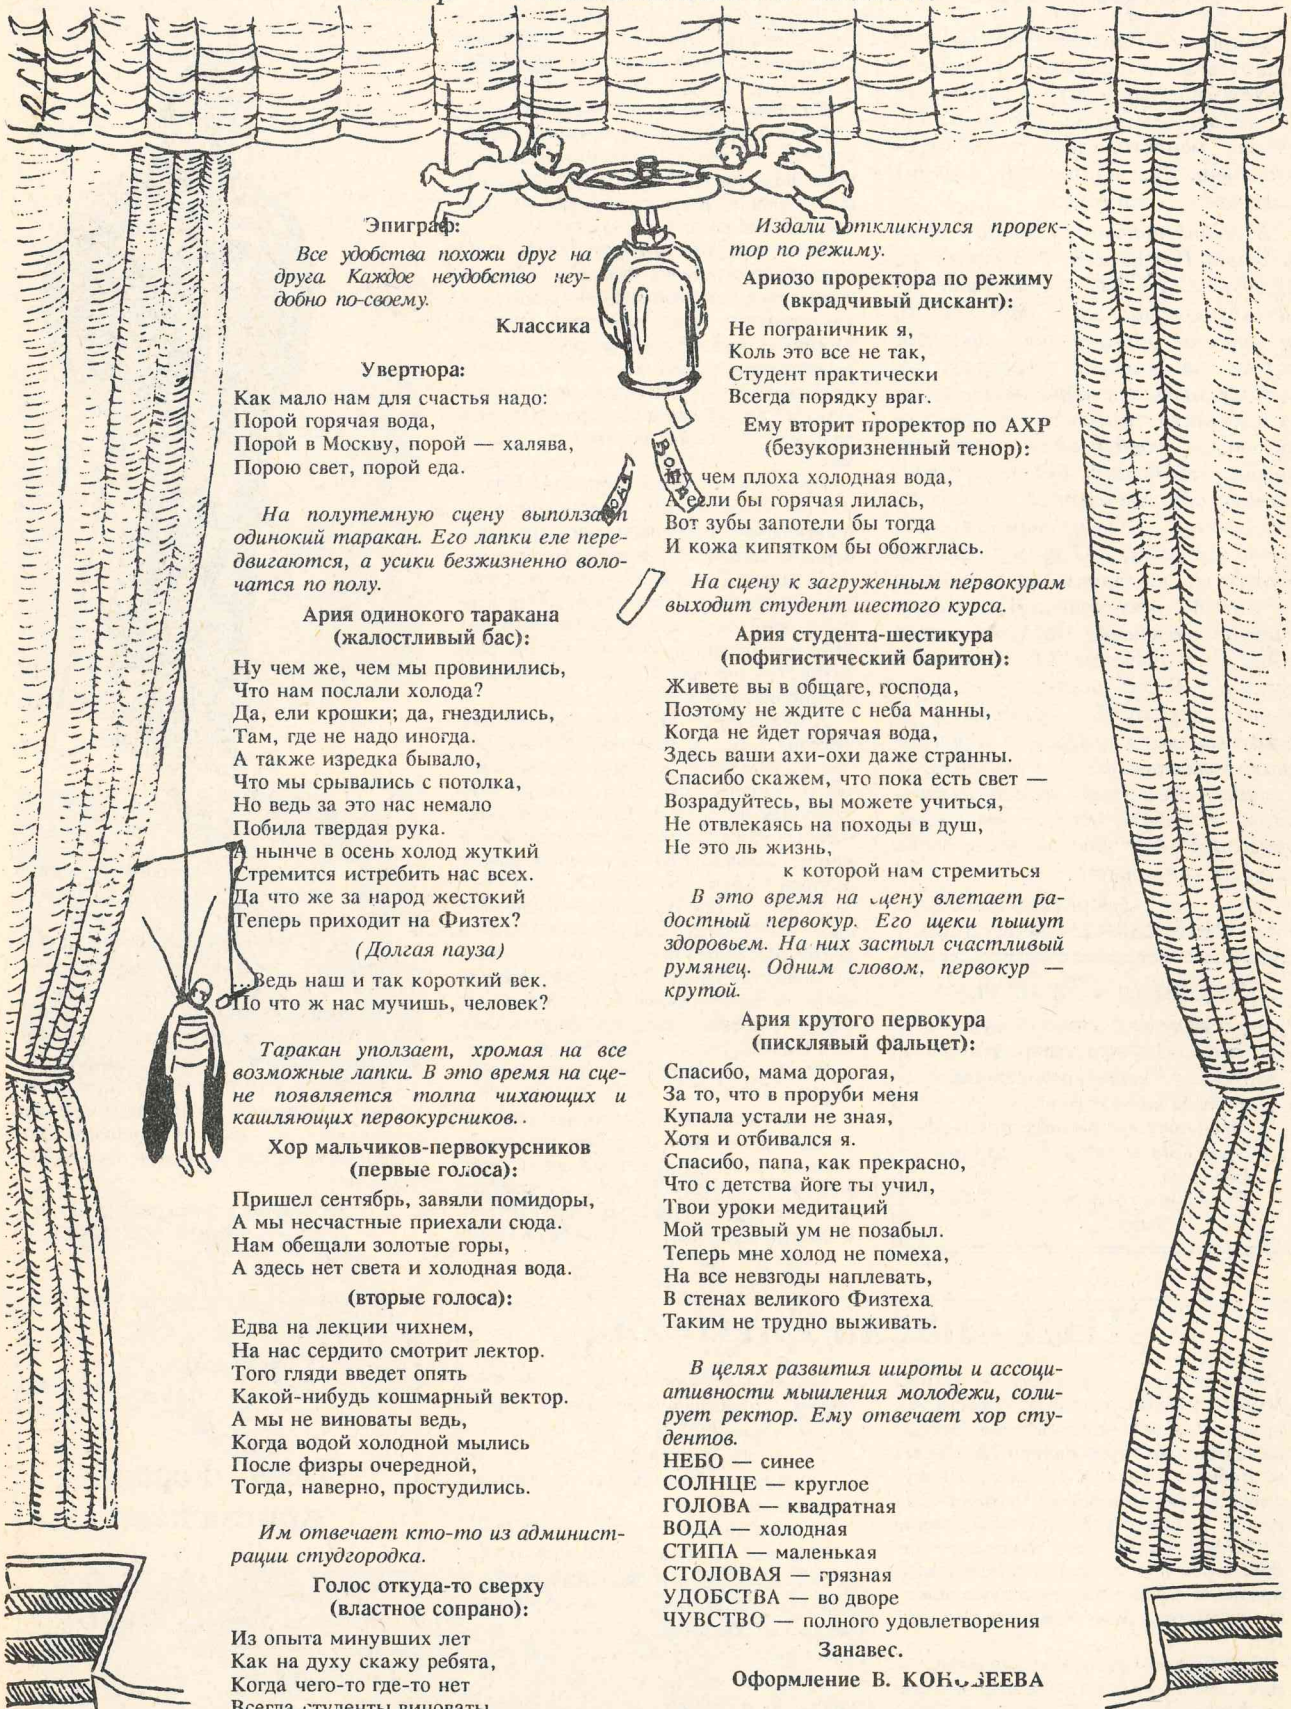 Эпиграф:
Все удобства похожи друг на
друга. Каждое неудобство неу-
добно по-своему.
Классика
Увертюра:
Как мало нам для счастья надо:
Порой горячая вода,
Порой в Москву, порой — халява,
Порою свет, порой еда.
На полутемную сцену выползает
одинокий таракан. Его лапки еле пере-
двигаются, а усики безжизненно воло-
чатся по полу.
Ария одинокого таракана
(жалостливый бас):
Ну чем же, чем мы провинились,
Что нам послали холода?
Да, ели крошки; да, гнездились,
Там, где не надо иногда.
А также изредка бывало,
Что мы срывались с потолка,
Но ведь за это нас немало
Побила твердая рука.
А нынче в осень холод жуткий
Стремится истребить нас всех.
Да что же за народ жестокий
Теперь приходит на Физтех?
(Долгая пауза)
...Ведь наш и так короткий век.
По что ж нас мучишь, человек?
Таракан уползает, хромая на все
возможные лапки. В это время на сце-
не появляется толпа чихающих и
кашляющих первокурсников. .
Хор мальчиков-первокурсников
(первые голоса):
Пришел сентябрь, завяли помидоры,
А мы несчастные приехали сюда.
Нам обещали золотые горы,
А здесь нет света и холодная вода.
(вторые голоса):
Едва на лекции чихнем,
На нас сердито смотрит лектор.
Того гляди введет опять
Какой-нибудь кошмарный вектор.
А мы не виноваты ведь,
Когда водой холодной мылись
После физры очередной,
Тогда, наверно, простудились.
Им отвечает кто-то из админист-
рации студгородка.
Голос откуда-то сверху
(властное сопрано):
Из опыта минувших лет
Как на духу скажу ребята,
Когда чего-то где-то нет
Всегда студенты виноваты
вода
вода
Издали откликнулся прорек-
тор по режиму.
Ариозо проректора по режиму
(вкрадчивый дискант):
Не пограничник я,
Коль это все не так,
Студент практически
Всегда порядку враг.
Ему вторит проректор по АХР
(безукоризненный тенор):
Ну чем плоха холодная вода,
А если бы горячая лилась,
Вот зубы запотели бы тогда
И кожа кипятком бы обожглась.
На сцену к загруженным первокурам
выходит студент шестого курса.
Ария студента-шестикура
(пофигистический баритон):
Живете вы в общаге, господа,
Поэтому не ждите с неба манны,
Когда не йдет горячая вода,
Здесь ваши ахи-охи даже странны.
Спасибо скажем, что пока есть свет —
Возрадуйтесь, вы можете учиться,
Не отвлекаясь на походы в душ,
Не это ль жизнь,
к которой нам стремиться
В это время на сцену влетает ра-
достный первокур. Его щеки пышут
здоровьем. На них застыл счастливый
румянец. Одним словом, первокур —
крутой.
Ария крутого первокура
(писклявый фальцет):
Спасибо, мама дорогая,
За то, что в проруби меня
Купала устали не зная,
Хотя и отбивался я.
Спасибо, папа, как прекрасно,
Что с детства йоге ты учил,
Твои уроки медитаций
Мой трезвый ум не позабыл.
Теперь мне холод не помеха,
На все невзгоды наплевать,
В стенах великого Физтеха
Таким не трудно выживать.
В целях развития широты и ассоци-
ативности мышления молодежи, соли-
рует ректор. Ему отвечает хор сту-
дентов.
НЕБО — синее
СОЛНЦЕ — круглое
ГОЛОВА — квадратная
ВОДА — холодная
СТИПА — маленькая
СТОЛОВАЯ — грязная
УДОБСТВА — во дворе
ЧУВСТВО — полного удовлетворения
Занавес.
Оформление В.